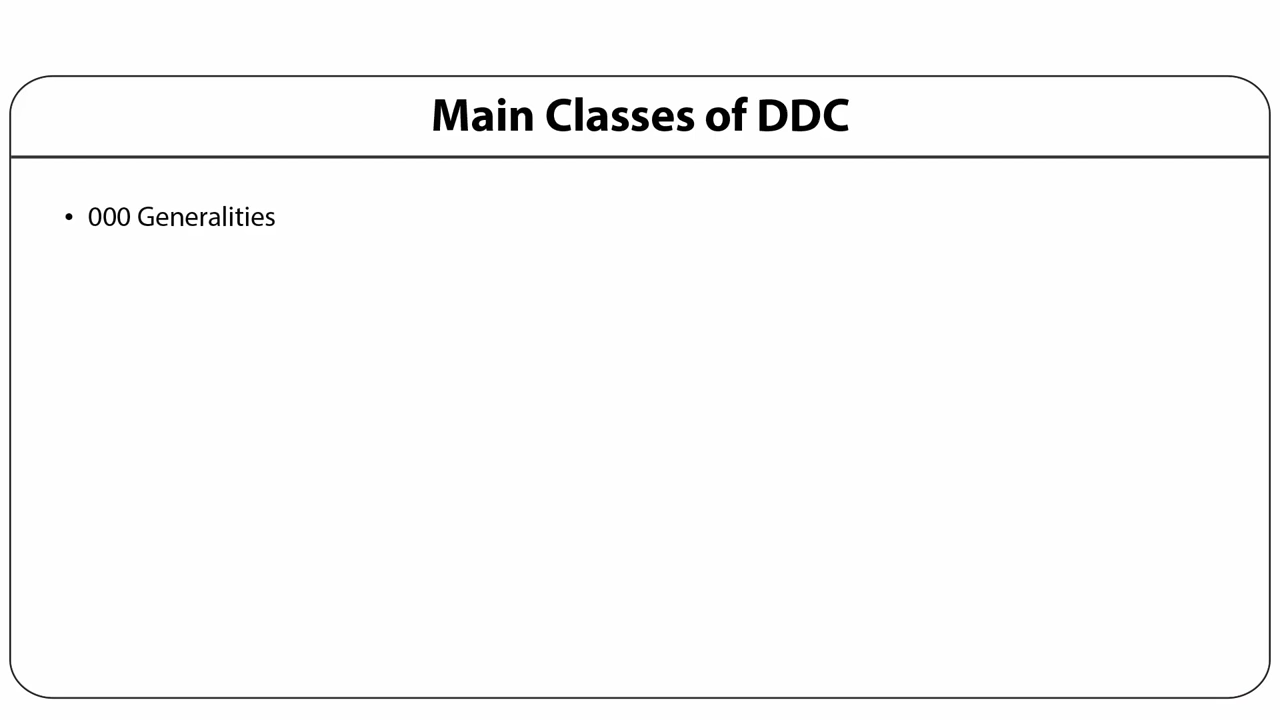 Main Classes of DDC
• 000 Generalities